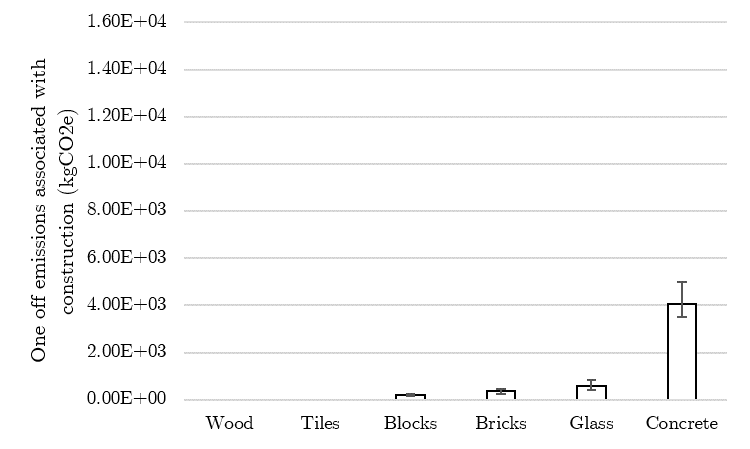 One off emissions associated with
construction (kgCO2e)
1.60E+04
1.40E+04
1.20E+04
1.00E+04
8.00E+03
6.00E+03
4.00E+03
2.00E+03
0.00E+00
Wood Tiles Blocks Bricks Glass Concrete